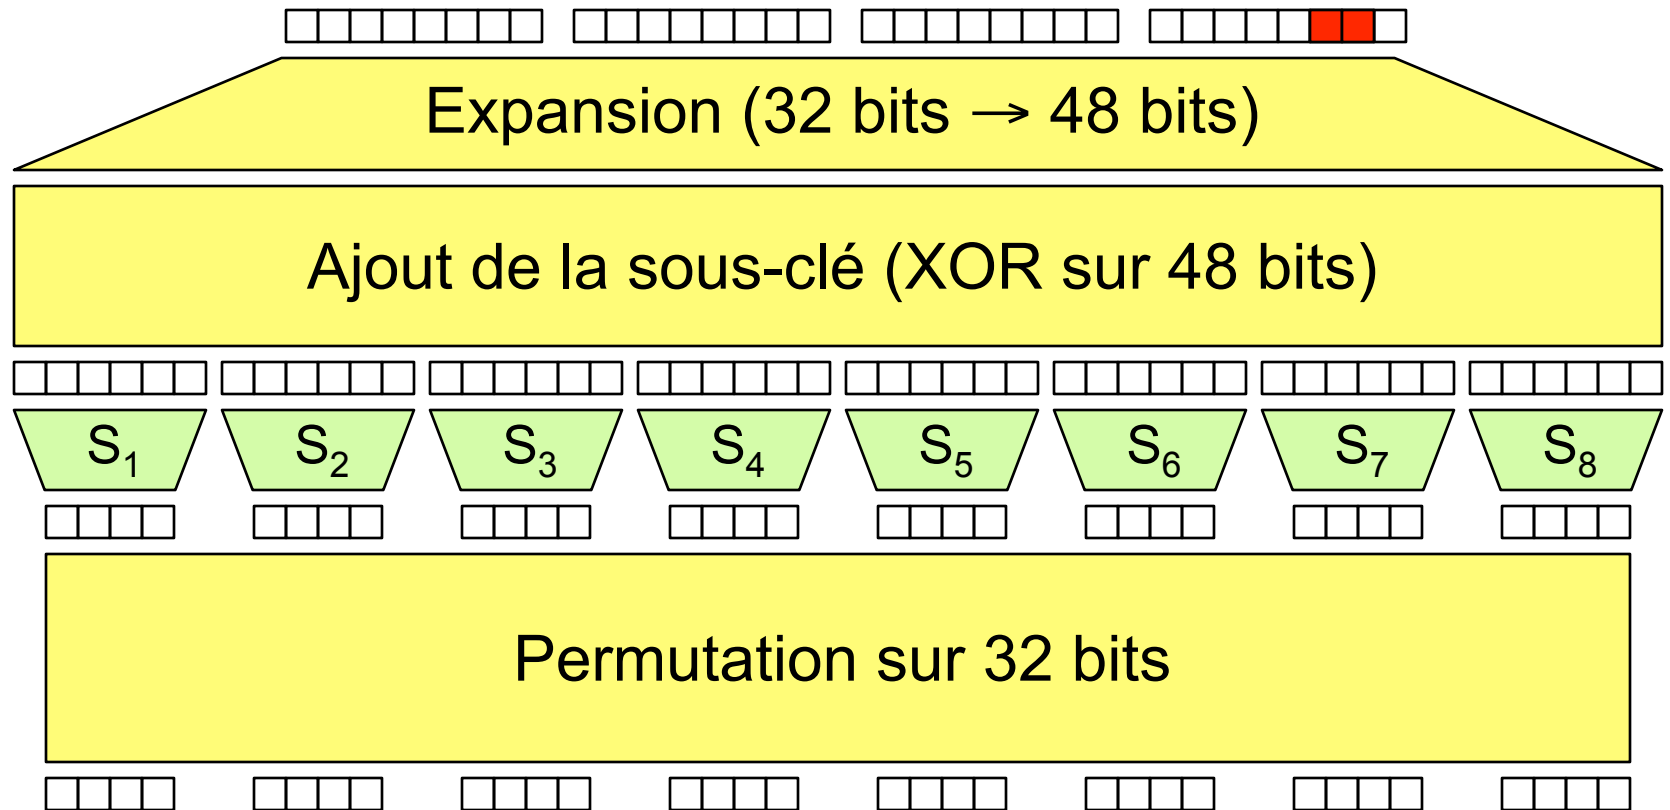 Expansion (32 bits → 48 bits)
Ajout de la sous-clé (XOR sur 48 bits)
S1 S2 S3 S4 S5 S6 S7 S8
Permutation sur 32 bits